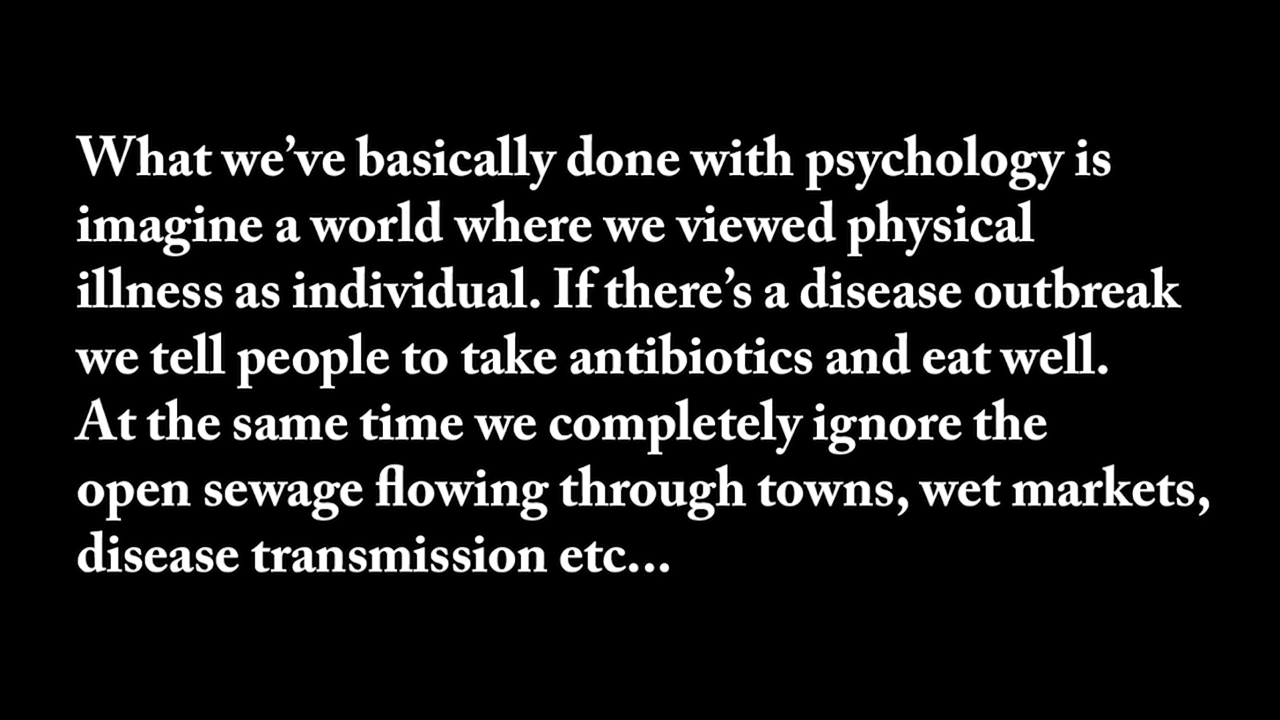 What we’ve basically done with psychology is
imagine a world where we viewed physical
illness as individual. If there’s a disease outbreak
we tell people to take antibiotics and eat well.
At the same time we completely ignore the
open sewage flowing through towns, wet markets,
disease transmission etc...